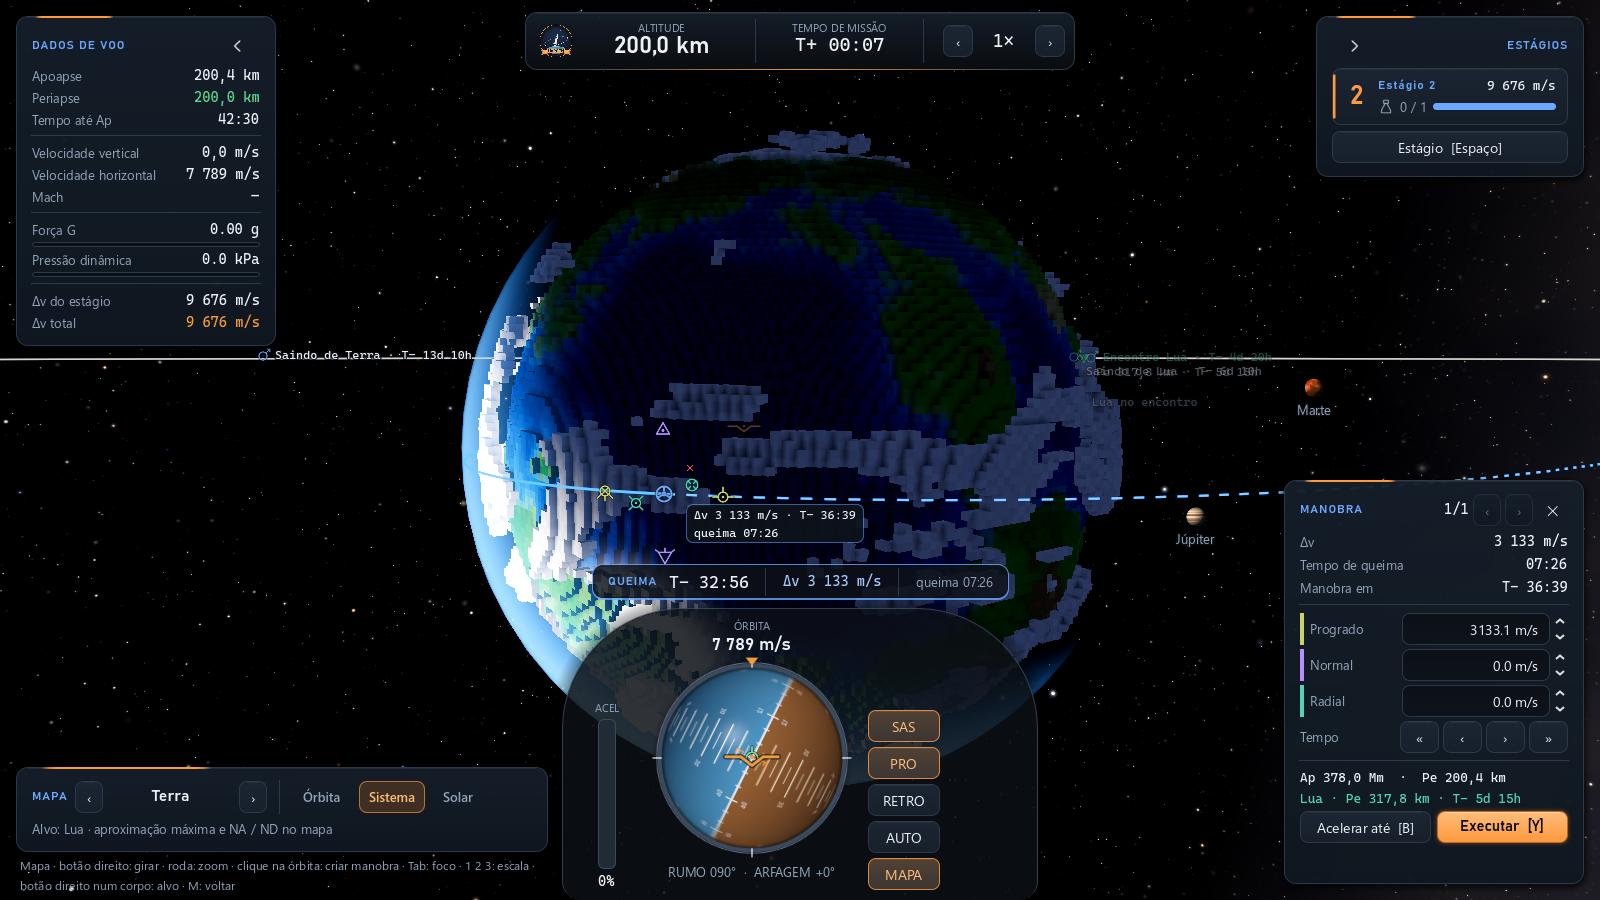 DADOS DE VOO
Apoapse 200,4 km
Periapse 200,0 km
Tempo até Ap 42:30
Velocidade vertical 0,0 m/s
Velocidade horizontal 7 789 m/s
Mach –
Força G 0.00 g
Pressão dinâmica 0.0 kPa
Δv do estágio 9 676 m/s
Δv total 9 676 m/s
ALTITUDE
200,0 km
TEMPO DE MISSÃO
T+ 00:07
‹ 1× ›
ESTÁGIOS
2 Estágio 2 9 676 m/s
0 / 1
Estágio [Espaço]
Saindo de Terra · T− 13d 10h
Encontro Lua · T− 4d 20h
Saindo de Lua · T− 6d 10h
Lua no encontro
Marte
Júpiter
Δv 3 133 m/s · T− 36:39
queima 07:26
QUEIMA T− 32:56 Δv 3 133 m/s queima 07:26
ÓRBITA
7 789 m/s
ACEL
0%
RUMO 090° · ARFAGEM +0°
SAS
PRO
RETRO
AUTO
MAPA
MANOBRA 1/1 ‹ › ×
Δv 3 133 m/s
Tempo de queima 07:26
Manobra em T− 36:39
Progrado 3133.1 m/s
Normal 0.0 m/s
Radial 0.0 m/s
Tempo « ‹ › »
Ap 378,0 Mm · Pe 200,4 km
Lua · Pe 317,8 km · T− 5d 15h
Acelerar até [B] Executar [Y]
MAPA ‹ Terra › Órbita Sistema Solar
Alvo: Lua · aproximação máxima e NA / ND no mapa
Mapa · botão direito: girar · roda: zoom · clique na órbita: criar manobra · Tab: foco · 1 2 3: escala ·
botão direito num corpo: alvo · M: voltar